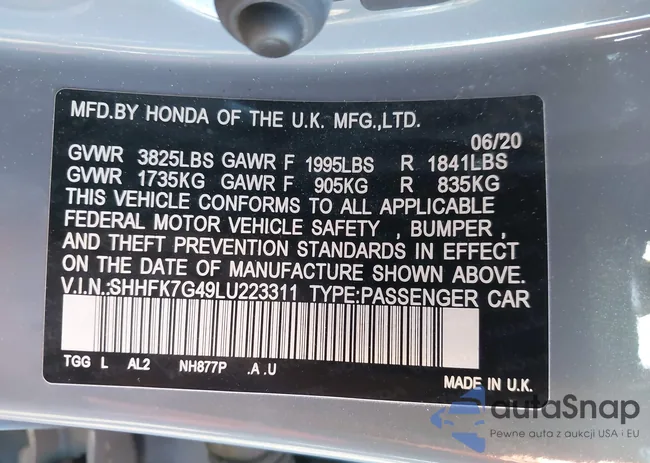 MFD.BY HONDA OF THE U.K. MFG.,LTD.
06/20
GVWR 3825LBS GAWR F 1995LBS R 1841LBS
GVWR 1735KG GAWR F 905KG R 835KG
THIS VEHICLE CONFORMS TO ALL APPLICABLE
FEDERAL MOTOR VEHICLE SAFETY , BUMPER ,
AND THEFT PREVENTION STANDARDS IN EFFECT
ON THE DATE OF MANUFACTURE SHOWN ABOVE.
V.I.N.:SHHFK7G49LU223311 TYPE:PASSENGER CAR
TGG L AL2 NH877P .A .U
MADE IN U.K.
autaSnap
Pewne auta z aukcji USA i EU